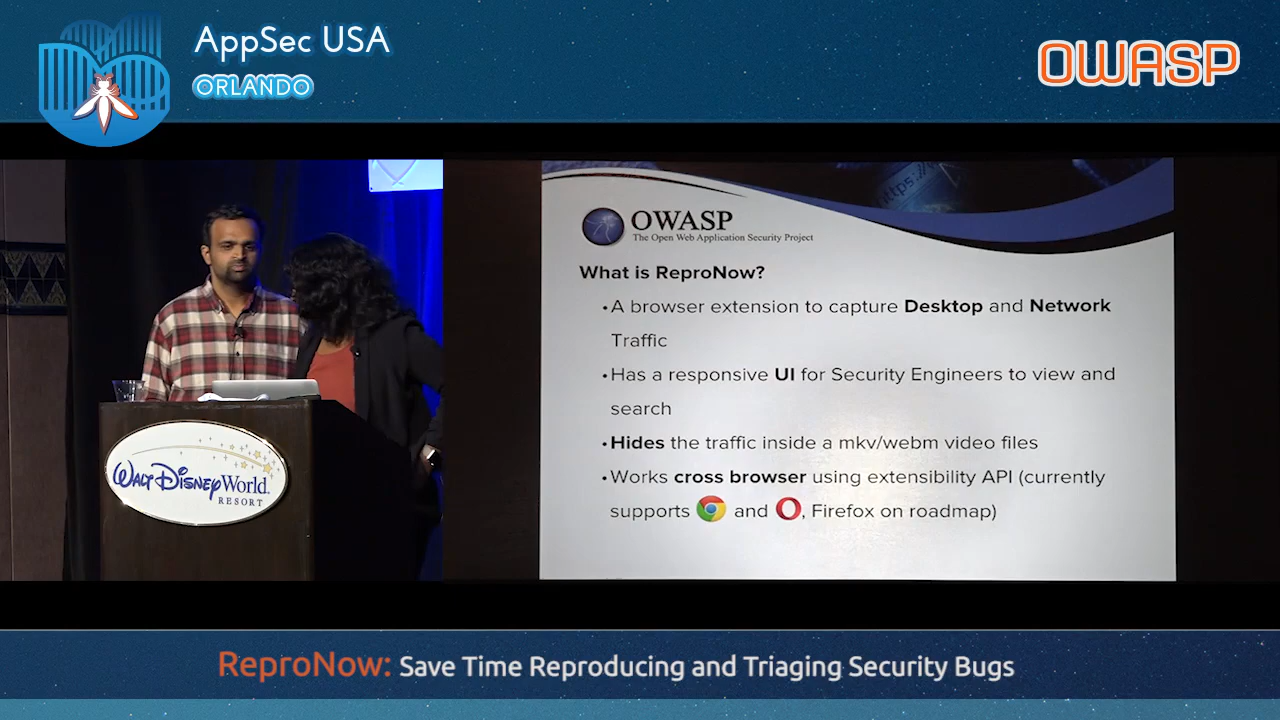 AppSec USA
ORLANDO
OWASP
https:/
OWASP
The Open Web Application Security Project
What is ReproNow?
•A browser extension to capture Desktop and Network
Traffic
•Has a responsive UI for Security Engineers to view and
search
•Hides the traffic inside a mkv/webm video files
•Works cross browser using extensibility API (currently
supports and , Firefox on roadmap)
WALT DISNEY World.
RESORT
ReproNow: Save Time Reproducing and Triaging Security Bugs